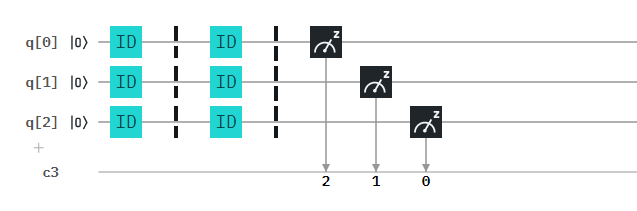 q[0] |0⟩ ID ID z
q[1] |0⟩ ID ID z
q[2] |0⟩ ID ID z
+
c3
2 1 0